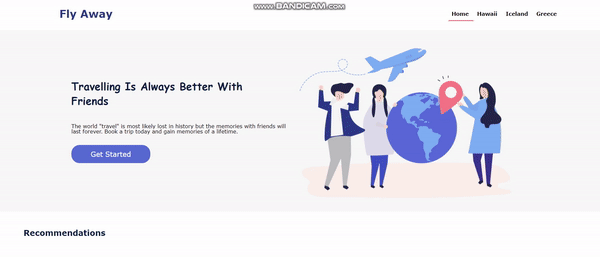 www.BANDICAM.com
Fly Away
Home Hawaii Iceland Greece
Travelling Is Always Better With
Friends
The world "travel" is most likely lost in history but the memories with friends will
last forever. Book a trip today and gain memories of a lifetime.
Get Started
Recommendations